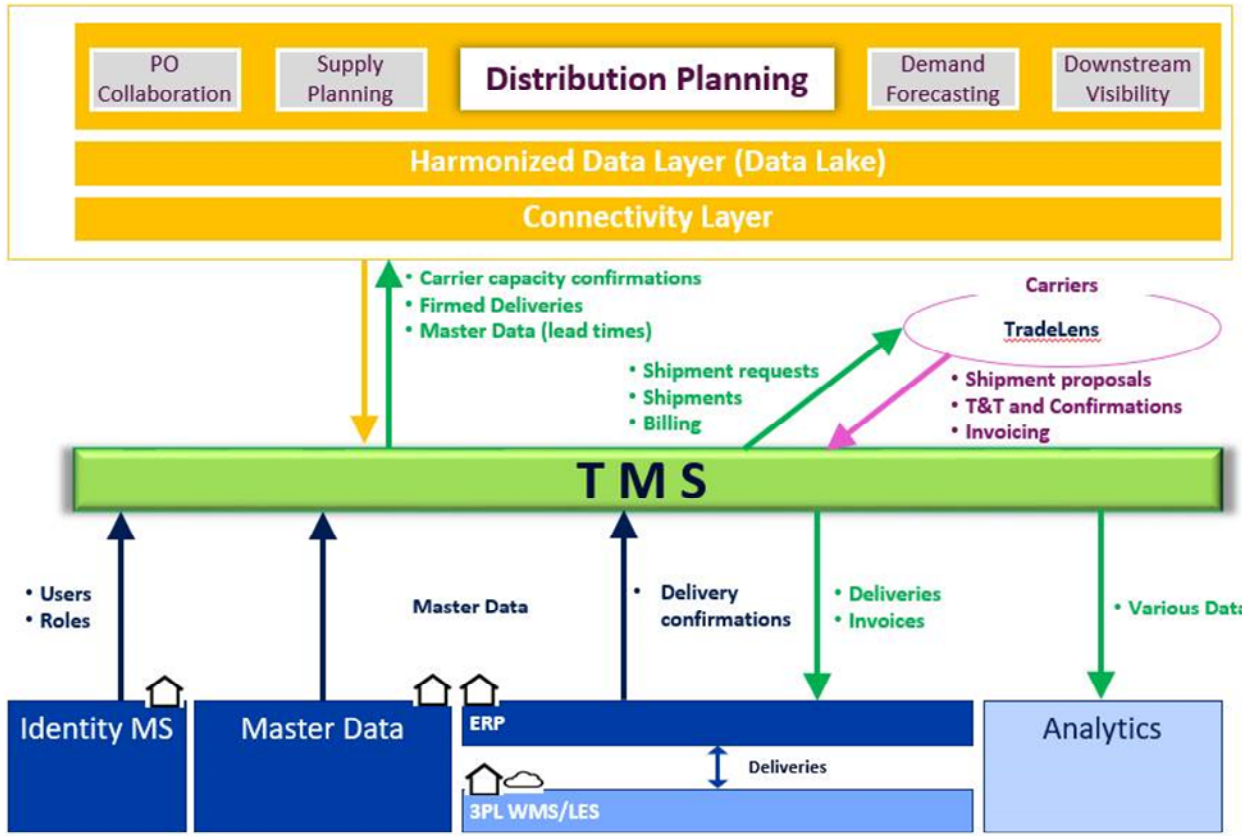 PO
Collaboration
Supply
Planning
Distribution Planning
Demand
Forecasting
Downstream
Visibility
Harmonized Data Layer (Data Lake)
Connectivity Layer
• Carrier capacity confirmations
• Firmed Deliveries
• Master Data (lead times)
Carriers
TradeLens
• Shipment requests
• Shipments
• Billing
• Shipment proposals
• T&T and Confirmations
• Invoicing
T M S
• Users
• Roles
Master Data
• Delivery
confirmations
• Deliveries
• Invoices
• Various Data
Identity MS
Master Data
ERP
Deliveries
3PL WMS/LES
Analytics